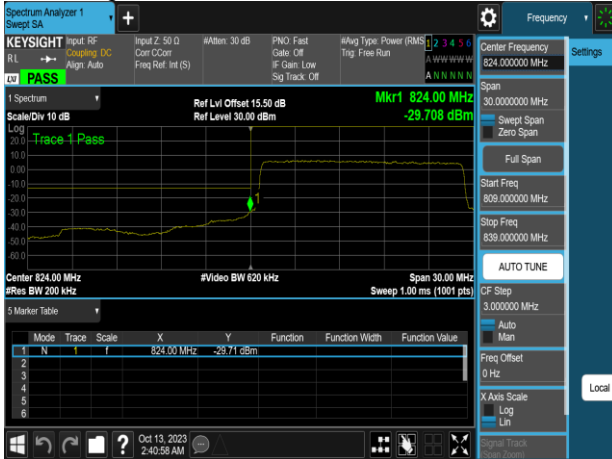 Spectrum Analyzer 1
Swept SA
+
Frequency
KEYSIGHT
RL
Input: RF
Coupling: DC
Align: Auto
Input Z: 50 Ω
Corr CCorr
Freq Ref: Int (S)
#Atten: 30 dB
PNO: Fast
Gate: Off
IF Gain: Low
Sig Track: Off
#Avg Type: Power (RMS
Trig: Free Run
1 2 3 4 5 6
A W W W W W
A N N N N N
LXI PASS
Center Frequency
824.000000 MHz
Settings
Span
30.0000000 MHz
Swept Span
Zero Span
Full Span
Start Freq
809.000000 MHz
Stop Freq
839.000000 MHz
AUTO TUNE
CF Step
3.000000 MHz
Auto
Man
Freq Offset
0 Hz
X Axis Scale
Log
Lin
Signal Track
(Span Zoom)
Local
1 Spectrum
Scale/Div 10 dB
Ref Lvl Offset 15.50 dB
Ref Level 30.00 dBm
Mkr1 824.00 MHz
-29.708 dBm
Log
Trace 1 Pass
20.0
10.0
0.00
-10.0
-20.0
-30.0
-40.0
-50.0
-60.0
1
Center 824.00 MHz
#Video BW 620 kHz
Span 30.00 MHz
#Res BW 200 kHz
Sweep 1.00 ms (1001 pts)
5 Marker Table
Mode Trace Scale X Y Function Function Width Function Value
1 N 1 f 824.00 MHz -29.71 dBm
2
3
4
5
6
?
Oct 13, 2023
2:40:58 AM